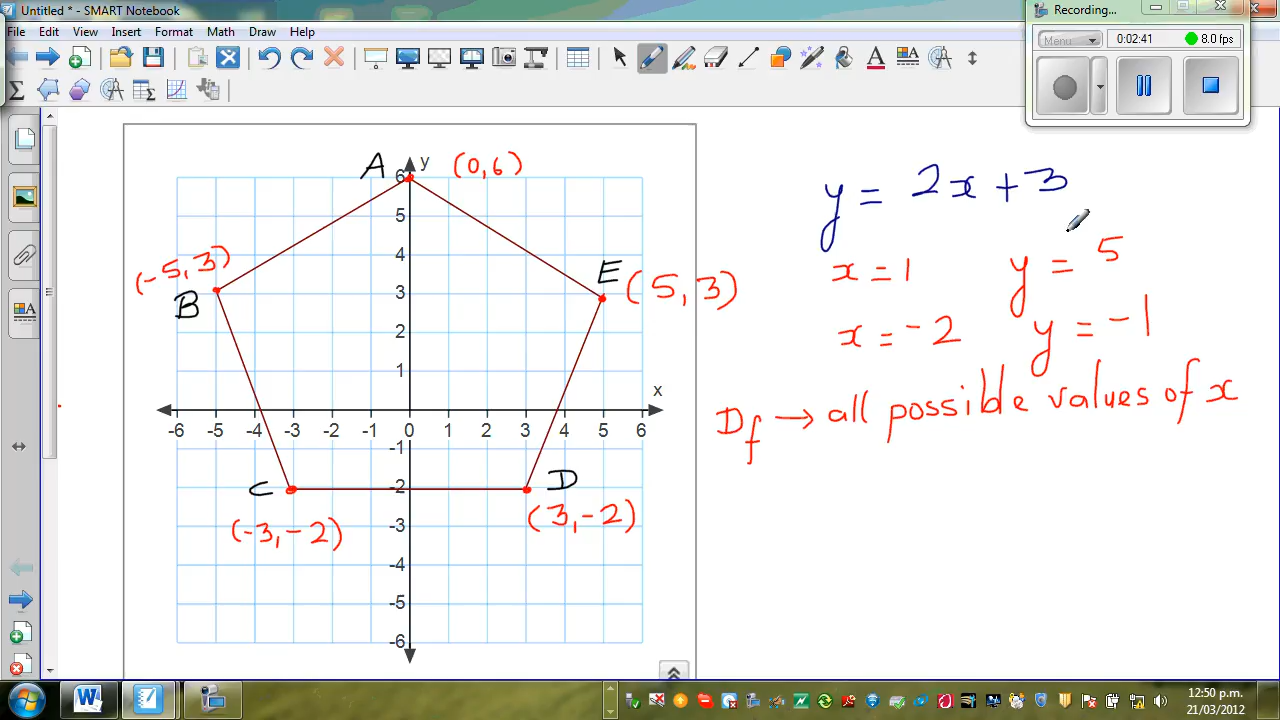 Untitled * - SMART Notebook
Recording...
File Edit View Insert Format Math Draw Help
Menu
00:02:41
8.0 fps
A
y
(0,6)
(-5,3)
B
E
(5,3)
C
(-3,-2)
D
(3,-2)
x
6
5
4
3
2
1
-6 -5 -4 -3 -2 -1 0 1 2 3 4 5 6
-1
-2
-3
-4
-5
-6
y = 2x + 3
x = 1 y = 5
x = -2 y = -1
Df → all possible values of x
12:50 p.m.
21/03/2012